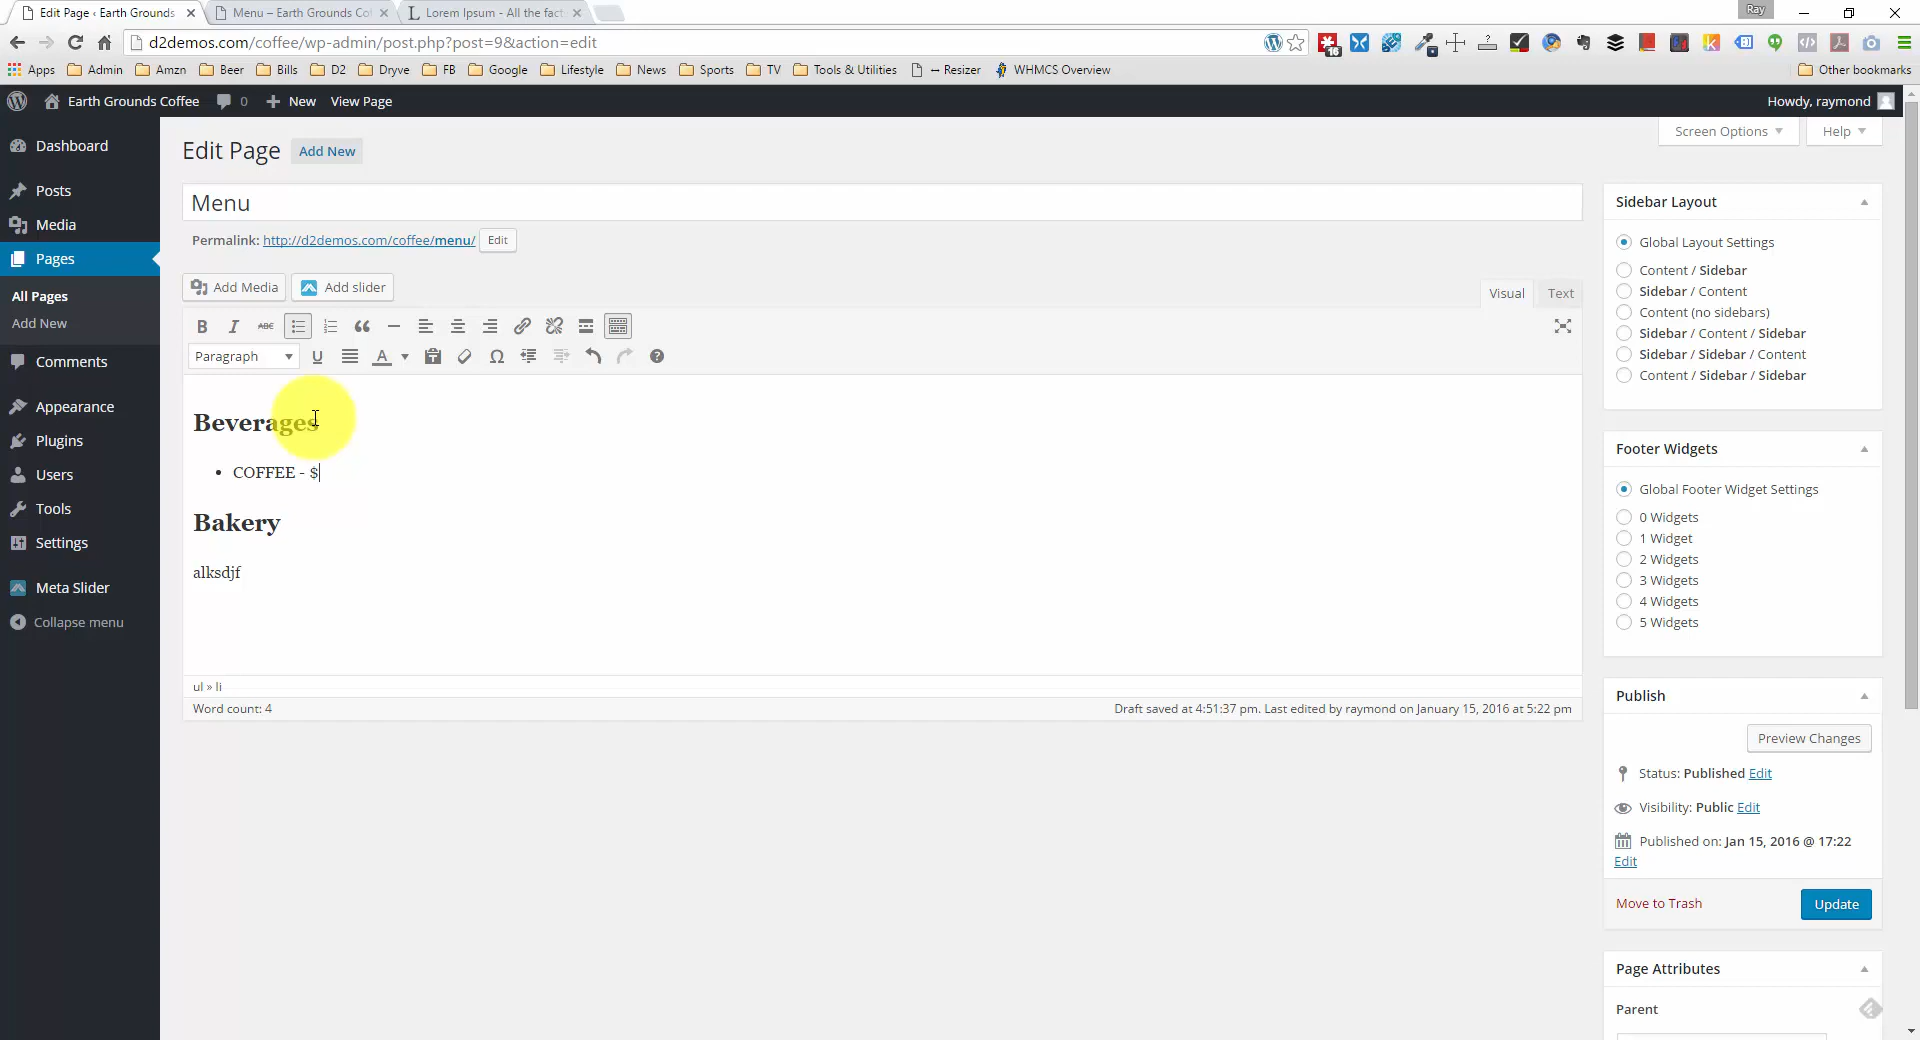 Edit Page ‹ Earth Grounds
Menu – Earth Grounds Co
Lorem Ipsum - All the fact
Ray
d2demos.com/coffee/wp-admin/post.php?post=9&action=edit
16
Apps
Admin
Amzn
Beer
Bills
D2
Dryve
FB
Google
Lifestyle
News
Sports
TV
Tools & Utilities
-- Resizer
WHMCS Overview
Other bookmarks
Earth Grounds Coffee
0
New
View Page
Howdy, raymond
Dashboard
Posts
Media
Pages
All Pages
Add New
Comments
Appearance
Plugins
Users
Tools
Settings
Meta Slider
Collapse menu
Screen Options
Help
Edit Page
Add New
Menu
Permalink: http://d2demos.com/coffee/menu/
Edit
Add Media
Add slider
Visual
Text
B
I
ABC
Paragraph
U
A
Beverages
• COFFEE - $
Bakery
alksdjf
ul » li
Word count: 4
Draft saved at 4:51:37 pm. Last edited by raymond on January 15, 2016 at 5:22 pm
Sidebar Layout
Global Layout Settings
Content / Sidebar
Sidebar / Content
Content (no sidebars)
Sidebar / Content / Sidebar
Sidebar / Sidebar / Content
Content / Sidebar / Sidebar
Footer Widgets
Global Footer Widget Settings
0 Widgets
1 Widget
2 Widgets
3 Widgets
4 Widgets
5 Widgets
Publish
Preview Changes
Status: Published Edit
Visibility: Public Edit
Published on: Jan 15, 2016 @ 17:22
Edit
Move to Trash
Update
Page Attributes
Parent